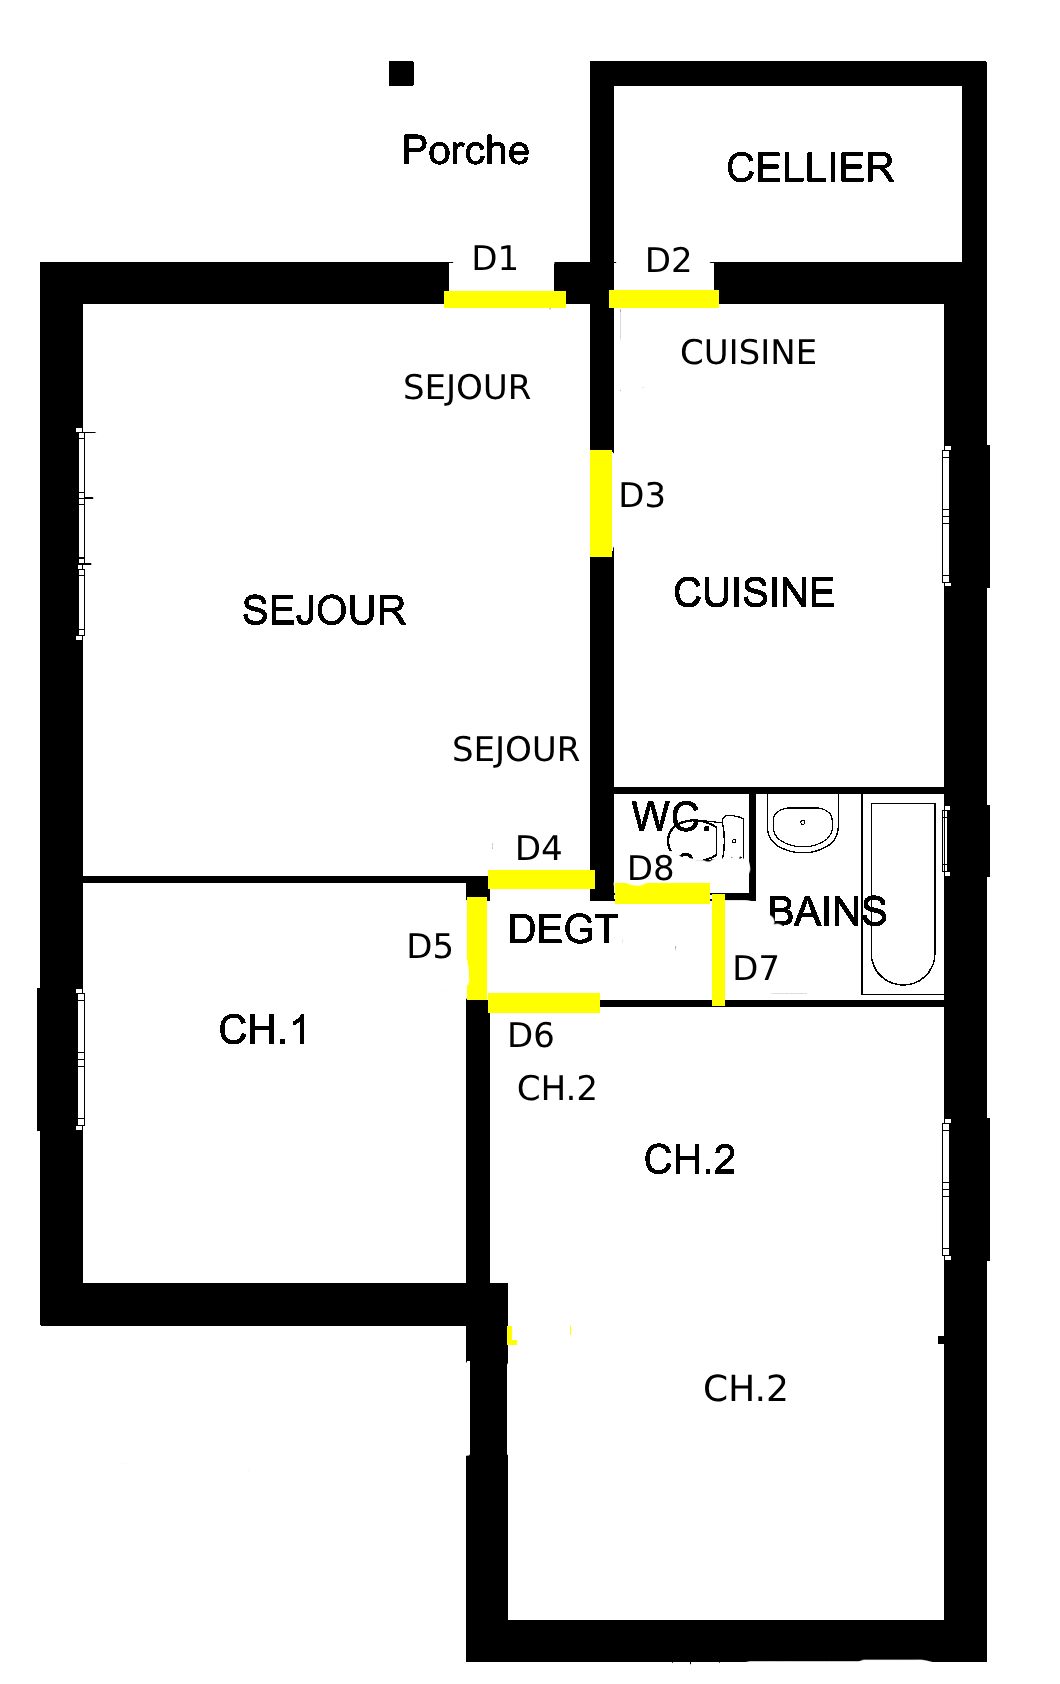 Porche
CELLIER
D1
D2
CUISINE
SEJOUR
D3
CUISINE
SEJOUR
SEJOUR
WC.
D4
D8
BAINS
DEGT
D5
D7
CH.1
D6
CH.2
CH.2
CH.2